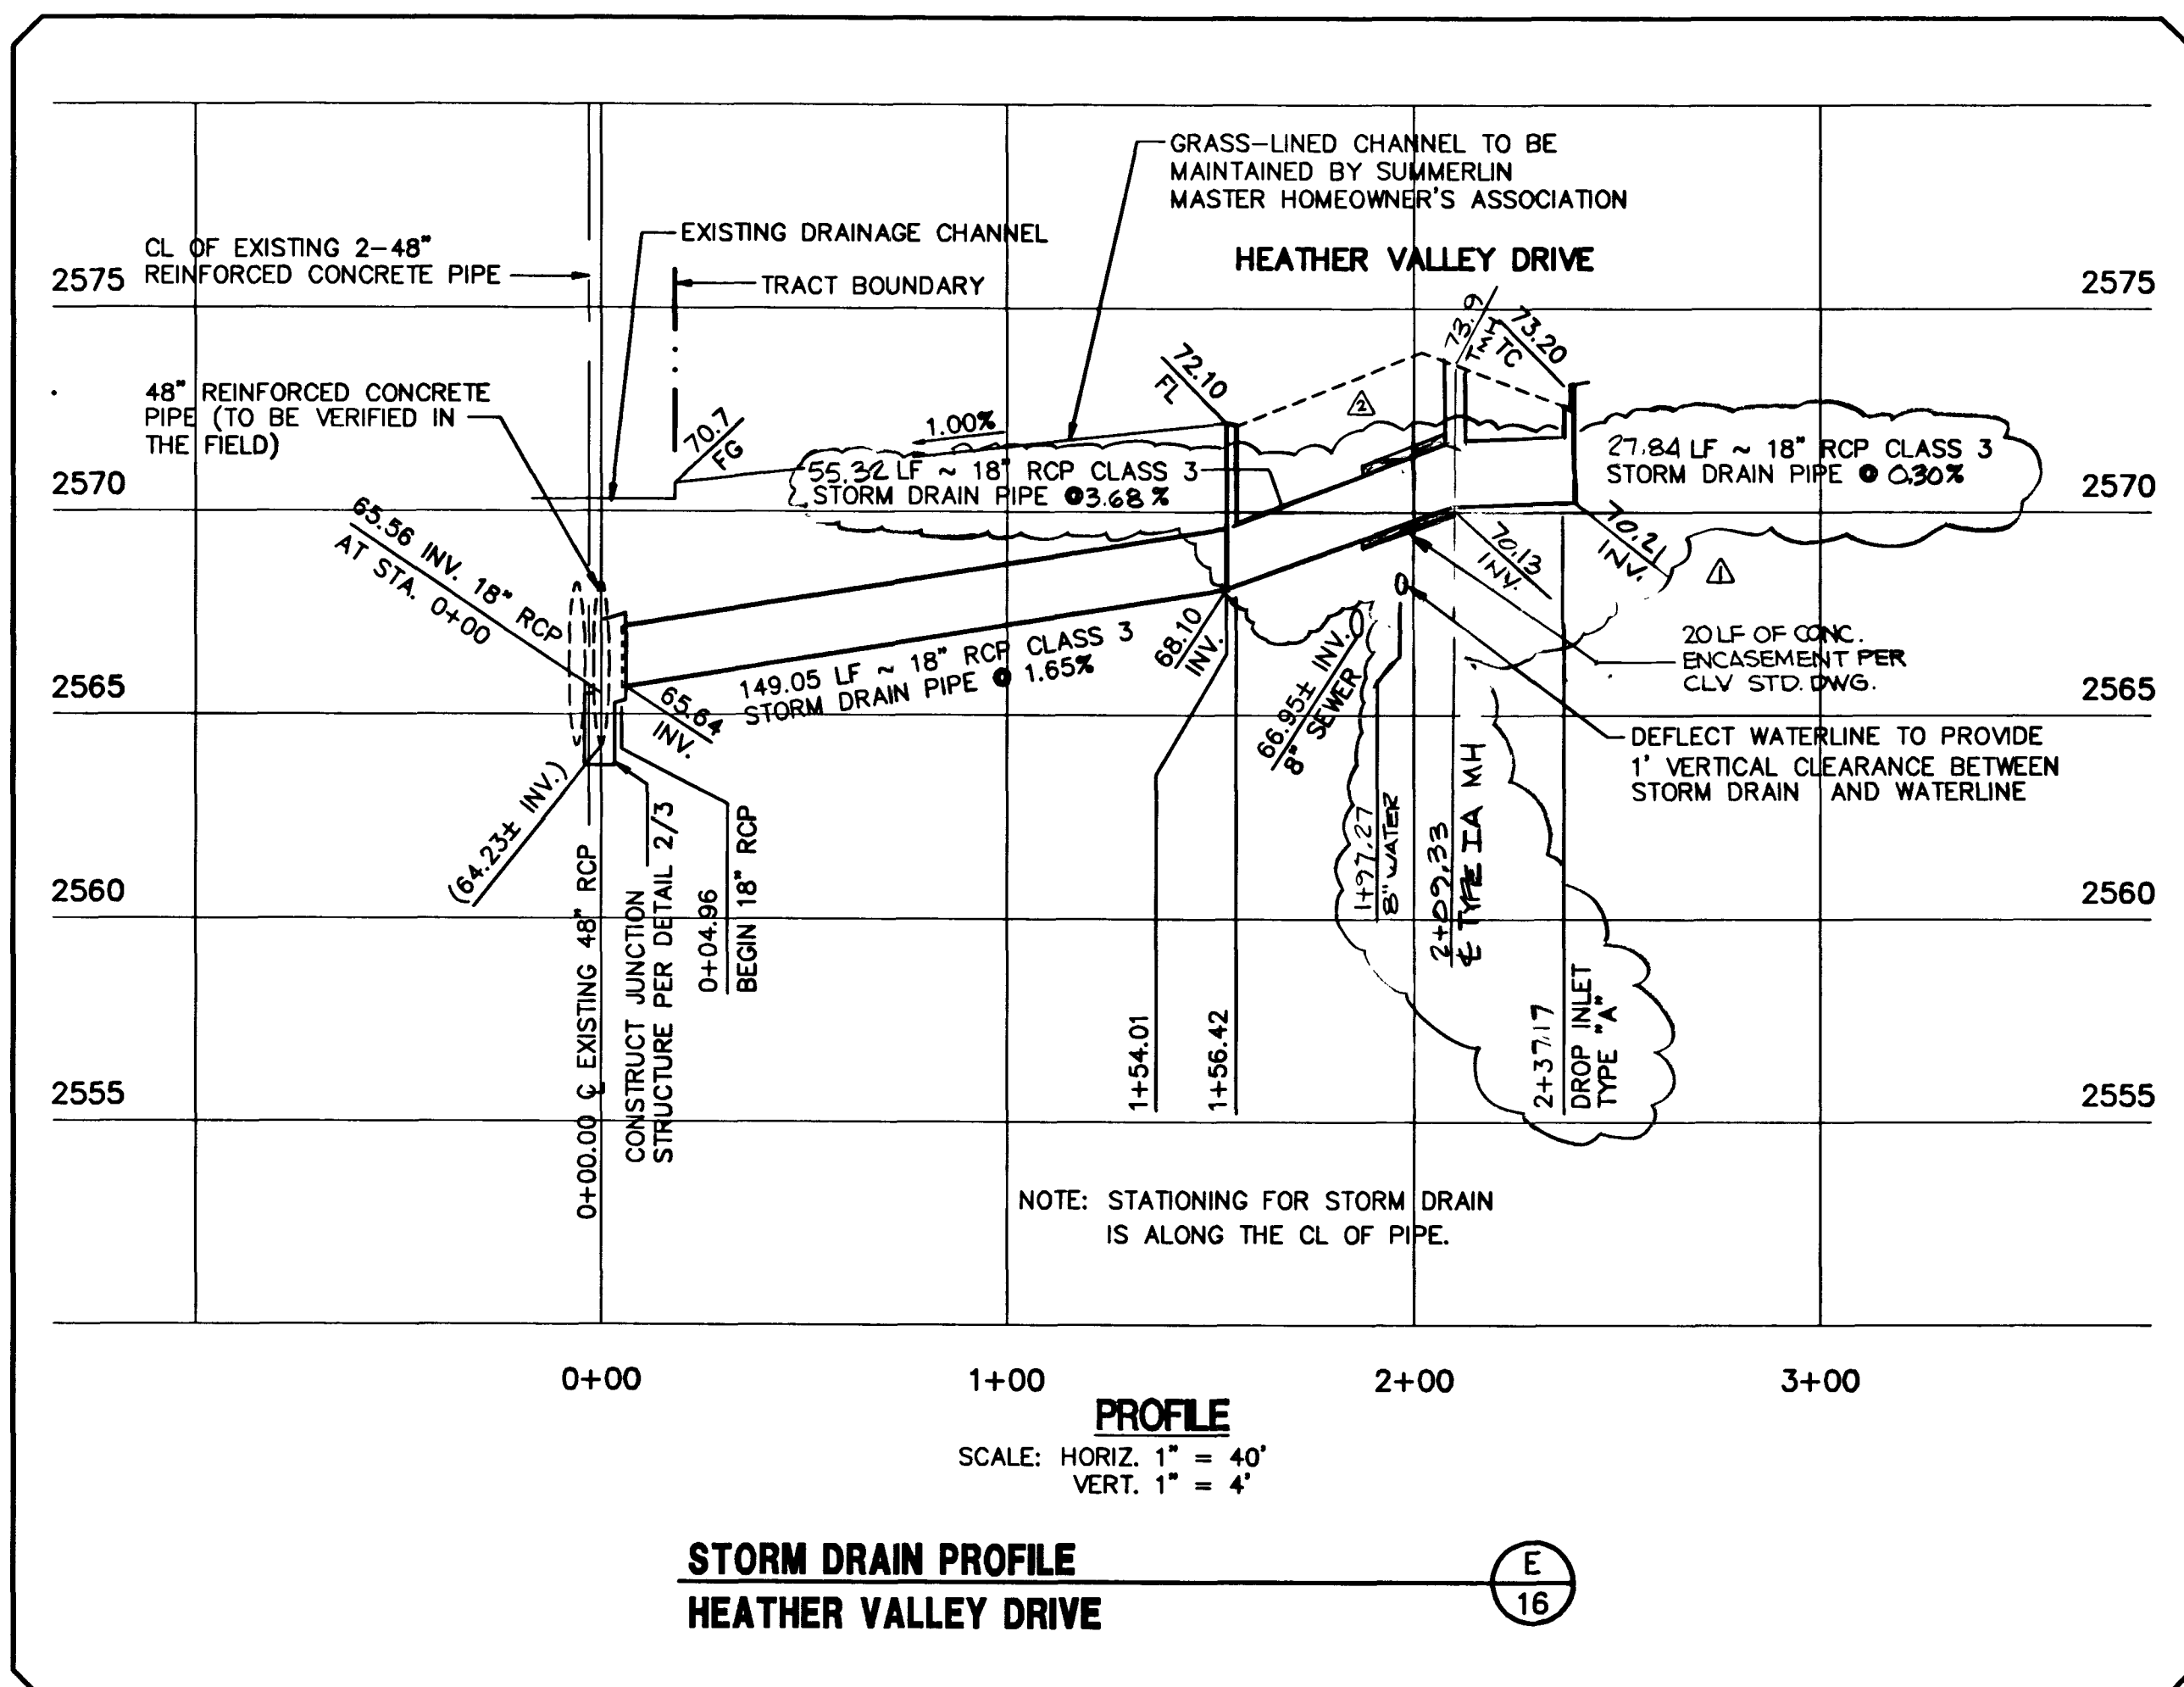 GRASS-LINED CHANNEL TO BE
MAINTAINED BY SUMMERLIN
MASTER HOMEOWNER'S ASSOCIATION
EXISTING DRAINAGE CHANNEL
CL OF EXISTING 2-48"
REINFORCED CONCRETE PIPE
HEATHER VALLEY DRIVE
TRACT BOUNDARY
2575
2575
73.9
TC
73.20
72.10
FL
48" REINFORCED CONCRETE
PIPE (TO BE VERIFIED IN
THE FIELD)
1.00%
70.7
FG
2
55.32 LF ~ 18" RCP CLASS 3
STORM DRAIN PIPE @3.68%
27.84 LF ~ 18" RCP CLASS 3
STORM DRAIN PIPE @ 0.30%
2570
2570
65.56 INV. 18" RCP
AT STA. 0+00
70.13
INV.
70.21
INV.
1
20 LF OF CONC.
ENCASEMENT PER
CLV STD. DWG.
149.05 LF ~ 18" RCP CLASS 3
STORM DRAIN PIPE @ 1.65%
68.10
INV.
66.95± INV.
8" SEWER
65.64
INV.
2565
2565
DEFLECT WATERLINE TO PROVIDE
1' VERTICAL CLEARANCE BETWEEN
STORM DRAIN AND WATERLINE
(64.23± INV.)
2560
2560
0+00.00 ℄ EXISTING 48" RCP
CONSTRUCT JUNCTION
STRUCTURE PER DETAIL 2/3
0+04.96
BEGIN 18" RCP
1+54.01
1+56.42
1+97.27
8" WATER
2+09.33
℄ TYPE IA MH
2+37.17
DROP INLET
TYPE "A"
2555
2555
NOTE: STATIONING FOR STORM DRAIN
IS ALONG THE CL OF PIPE.
0+00
1+00
2+00
3+00
PROFILE
SCALE: HORIZ. 1" = 40'
VERT. 1" = 4'
STORM DRAIN PROFILE
HEATHER VALLEY DRIVE
E
16